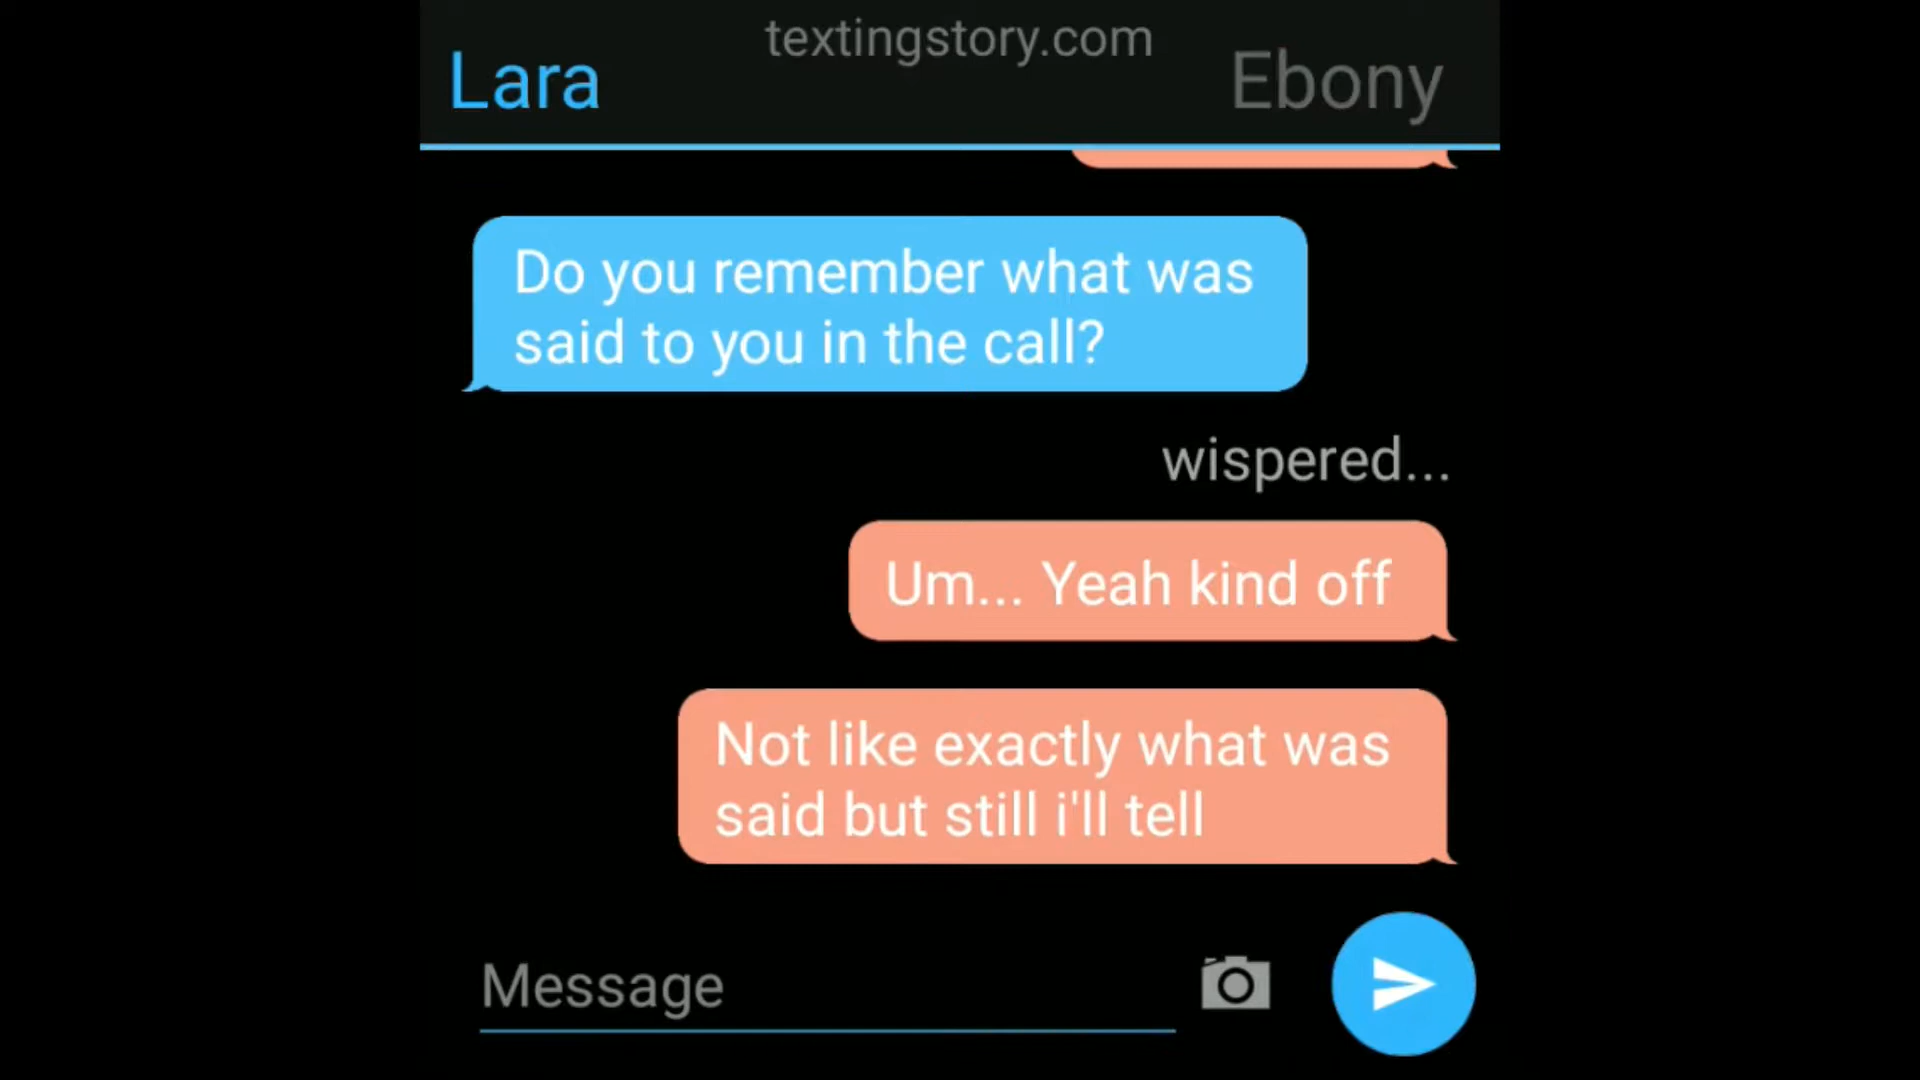 textingstory.com
Lara
Ebony
Do you remember what was
said to you in the call?
wispered...
Um... Yeah kind off
Not like exactly what was
said but still i'll tell
Message